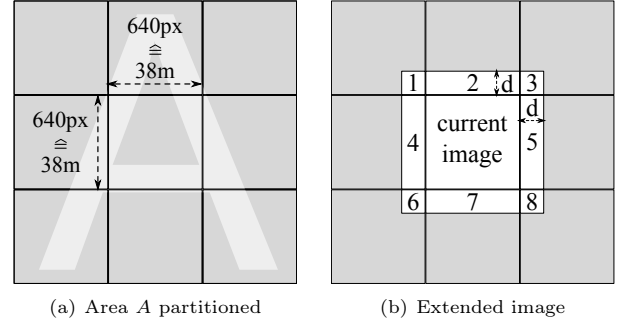 A
640px
≙
38m
640px
≙
38m
(a) Area A partitioned
1 2 d 3
d
4 current image 5
6 7 8
(b) Extended image